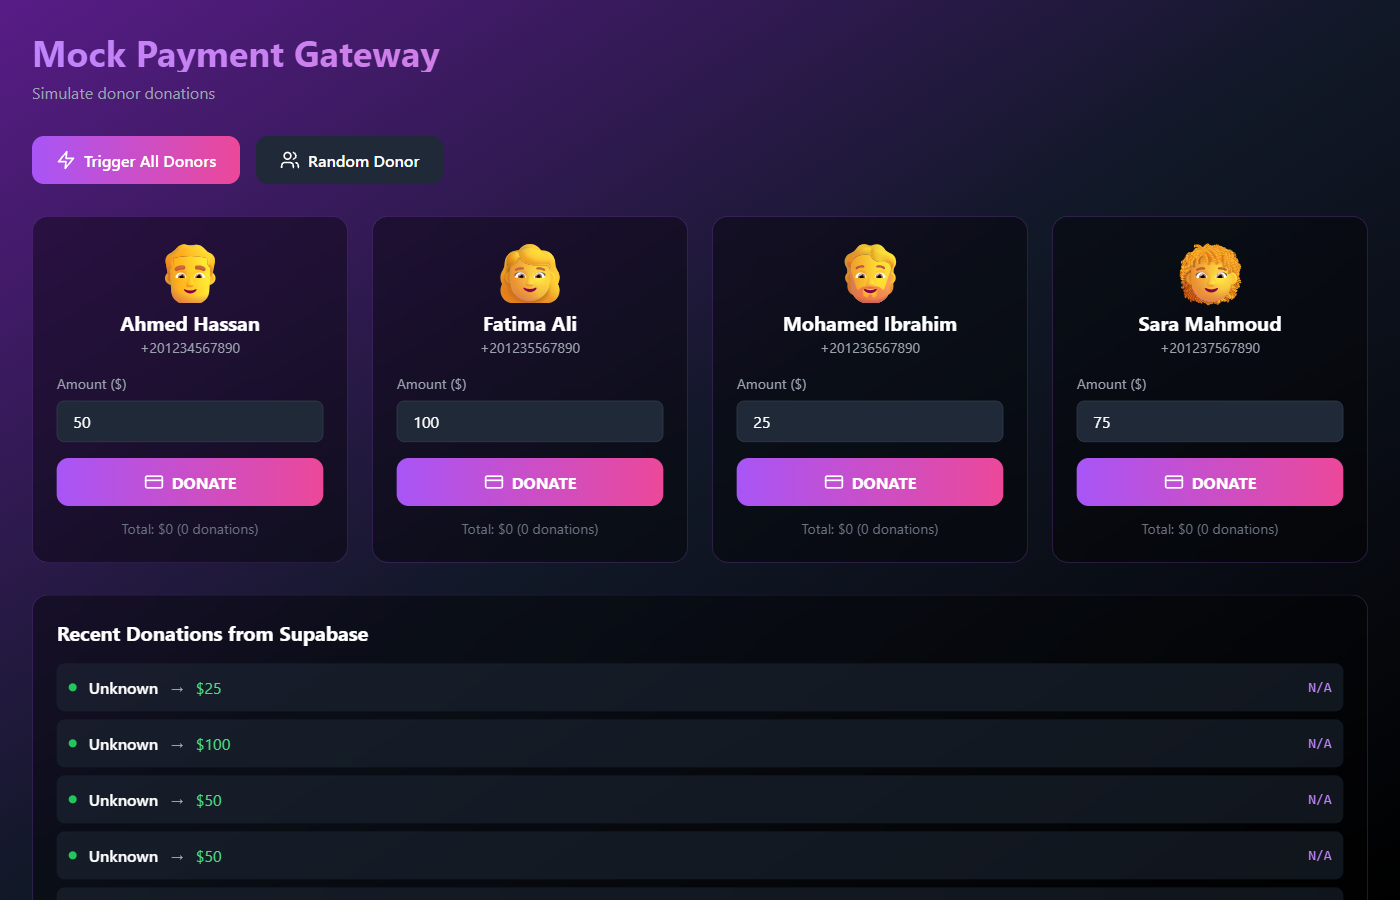 Mock Payment Gateway
Simulate donor donations
Trigger All Donors
Random Donor
Ahmed Hassan
+201234567890
Amount ($)
50
DONATE
Total: $0 (0 donations)
Fatima Ali
+201235567890
Amount ($)
100
DONATE
Total: $0 (0 donations)
Mohamed Ibrahim
+201236567890
Amount ($)
25
DONATE
Total: $0 (0 donations)
Sara Mahmoud
+201237567890
Amount ($)
75
DONATE
Total: $0 (0 donations)
Recent Donations from Supabase
Unknown → $25 N/A
Unknown → $100 N/A
Unknown → $50 N/A
Unknown → $50 N/A